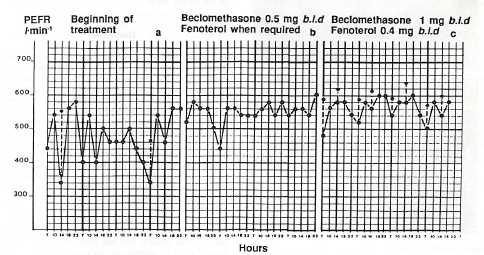 PEFR Beginning of Beclomethasone 0.5 mg b.i.d Beclomethasone 1 mg b.i.d
l·min⁻¹ treatment a Fenoterol when required b Fenoterol 0.4 mg b.i.d c
700
600
500
400
300
Hours